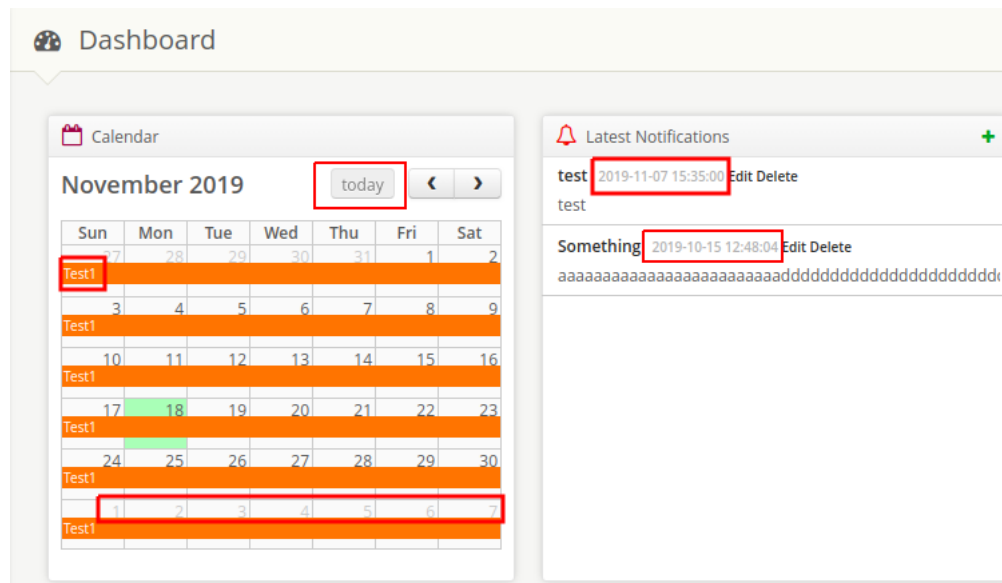 Dashboard
Calendar
November 2019
today
Sun Mon Tue Wed Thu Fri Sat
27 28 29 30 31 1 2
Test1
3 4 5 6 7 8 9
Test1
10 11 12 13 14 15 16
Test1
17 18 19 20 21 22 23
Test1
24 25 26 27 28 29 30
Test1
1 2 3 4 5 6 7
Test1
Latest Notifications
test 2019-11-07 15:35:00 Edit Delete
test
Something 2019-10-15 12:48:04 Edit Delete